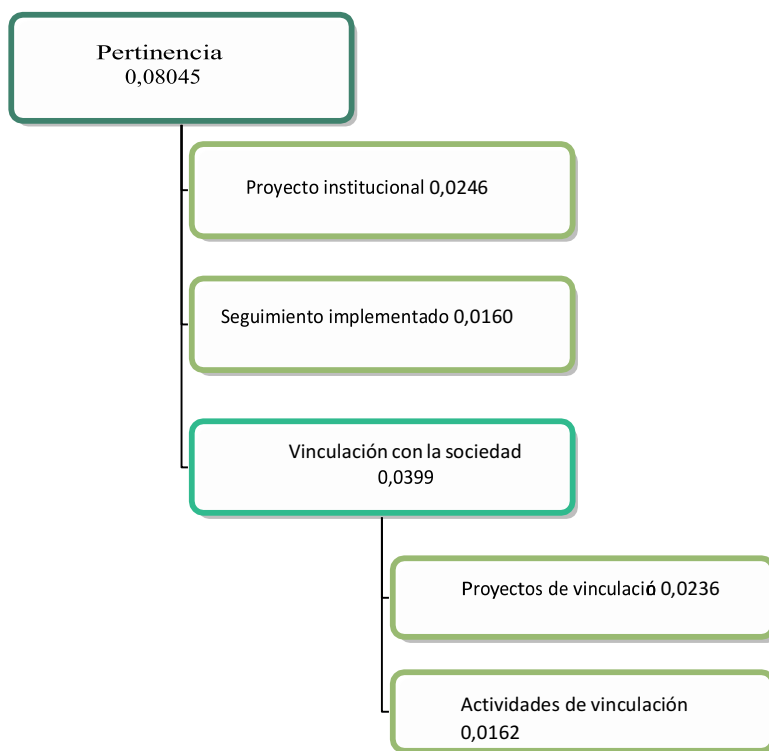 Pertinencia
0,08045
Proyecto institucional 0,0246
Seguimiento implementado 0,0160
Vinculación con la sociedad
0,0399
Proyectos de vinculació 0,0236
Actividades de vinculación
0,0162